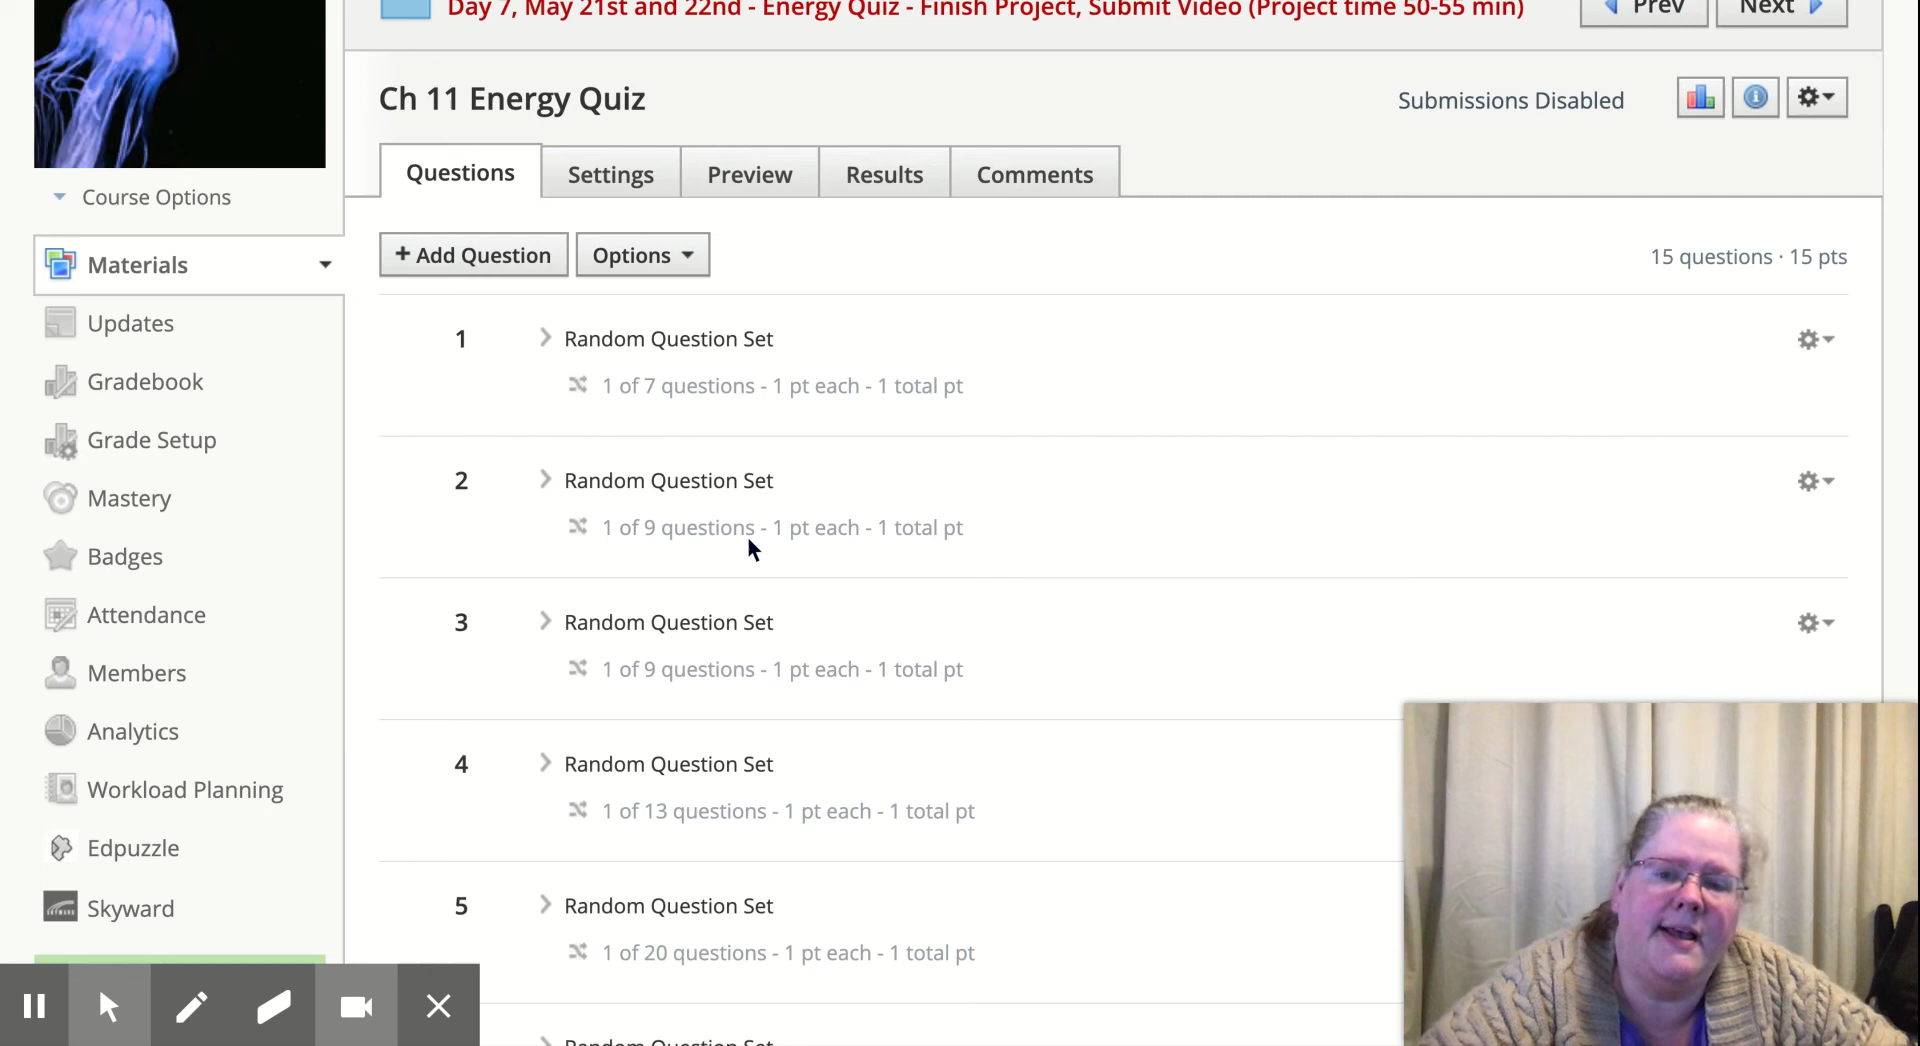 Day 7, May 21st and 22nd - Energy Quiz - Finish Project, Submit Video (Project time 50-55 min)
Prev
Next
Ch 11 Energy Quiz
Submissions Disabled
Course Options
Questions
Settings
Preview
Results
Comments
Materials
+ Add Question
Options
15 questions · 15 pts
Updates
1
Random Question Set
1 of 7 questions - 1 pt each - 1 total pt
Gradebook
Grade Setup
2
Random Question Set
1 of 9 questions - 1 pt each - 1 total pt
Mastery
Badges
Attendance
3
Random Question Set
1 of 9 questions - 1 pt each - 1 total pt
Members
Analytics
4
Random Question Set
1 of 13 questions - 1 pt each - 1 total pt
Workload Planning
Edpuzzle
5
Random Question Set
1 of 20 questions - 1 pt each - 1 total pt
Skyward
Random Question Set